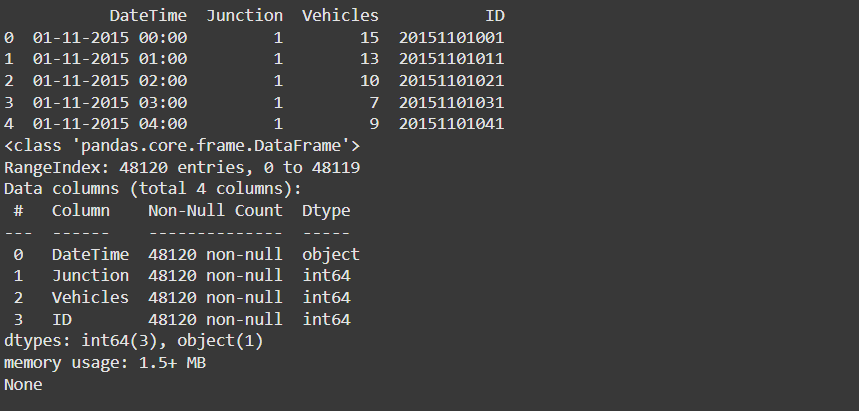 DateTime  Junction  Vehicles           ID
0  01-11-2015 00:00         1        15  20151101001
1  01-11-2015 01:00         1        13  20151101011
2  01-11-2015 02:00         1        10  20151101021
3  01-11-2015 03:00         1         7  20151101031
4  01-11-2015 04:00         1         9  20151101041
<class 'pandas.core.frame.DataFrame'>
RangeIndex: 48120 entries, 0 to 48119
Data columns (total 4 columns):
 #   Column    Non-Null Count  Dtype
---  ------    --------------  -----
 0   DateTime  48120 non-null  object
 1   Junction  48120 non-null  int64
 2   Vehicles  48120 non-null  int64
 3   ID        48120 non-null  int64
dtypes: int64(3), object(1)
memory usage: 1.5+ MB
None